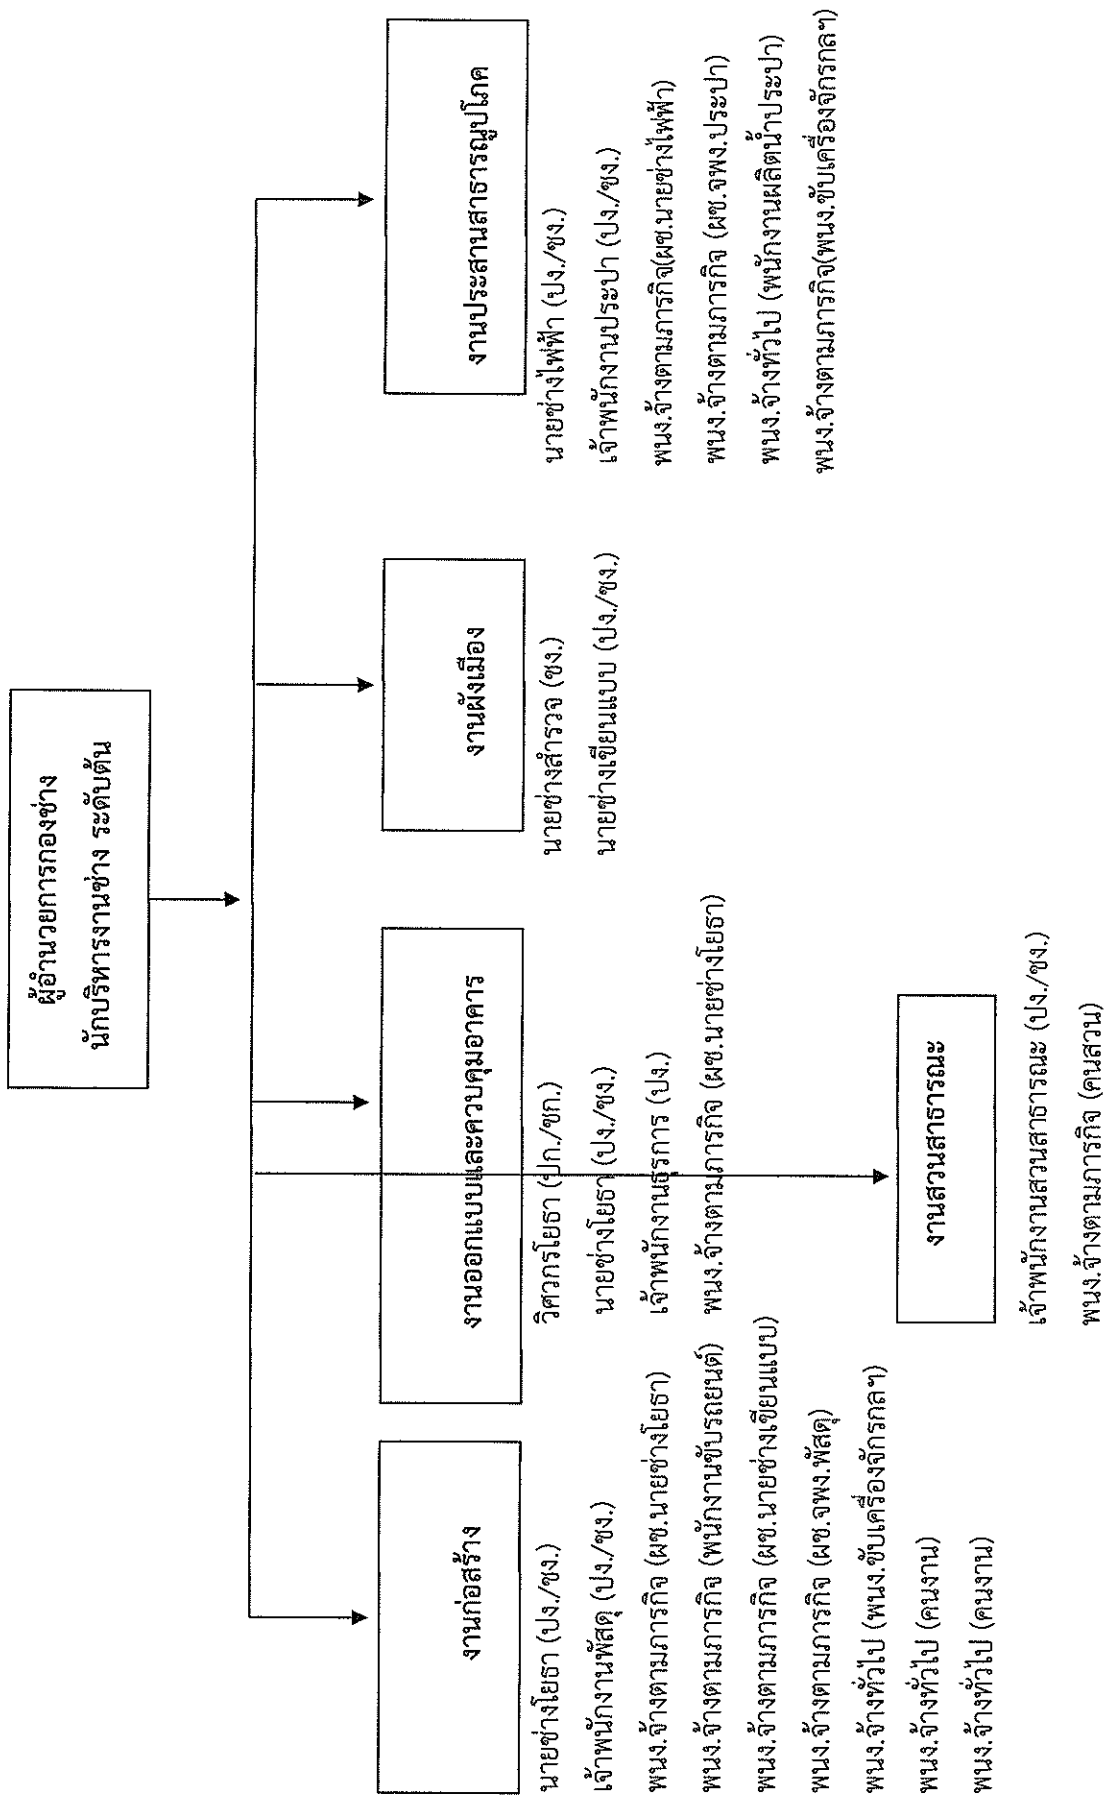 ผู้อำนวยการกองช่าง
นักบริหารงานช่าง ระดับต้น
งานก่อสร้าง
นายช่างโยธา (ปง./ชง.)
เจ้าพนักงานพัสดุ (ปง./ชง.)
พนง.จ้างตามภารกิจ (ผช.นายช่างโยธา)
พนง.จ้างตามภารกิจ (พนักงานขับรถยนต์)
พนง.จ้างตามภารกิจ (ผช.นายช่างเขียนแบบ)
พนง.จ้างตามภารกิจ (ผช.จพง.พัสดุ)
พนง.จ้างทั่วไป (พนง.ขับเครื่องจักรกลฯ)
พนง.จ้างทั่วไป (คนงาน)
พนง.จ้างทั่วไป (คนงาน)
งานออกแบบและควบคุมอาคาร
วิศวกรโยธา (ปก./ชก.)
นายช่างโยธา (ปง./ชง.)
เจ้าพนักงานธุรการ (ปง.)
พนง.จ้างตามภารกิจ (ผช.นายช่างโยธา)
งานสวนสาธารณะ
เจ้าพนักงานสวนสาธารณะ (ปง./ชง.)
พนง.จ้างตามภารกิจ (คนสวน)
งานผังเมือง
นายช่างสำรวจ (ชง.)
นายช่างเขียนแบบ (ปง./ชง.)
งานประสานสาธารณูปโภค
นายช่างไฟฟ้า (ปง./ชง.)
เจ้าพนักงานประปา (ปง./ชง.)
พนง.จ้างตามภารกิจ(ผช.นายช่างไฟฟ้า)
พนง.จ้างตามภารกิจ (ผช.จพง.ประปา)
พนง.จ้างทั่วไป (พนักงานผลิตน้ำประปา)
พนง.จ้างตามภารกิจ(พนง.ขับเครื่องจักรกลฯ)